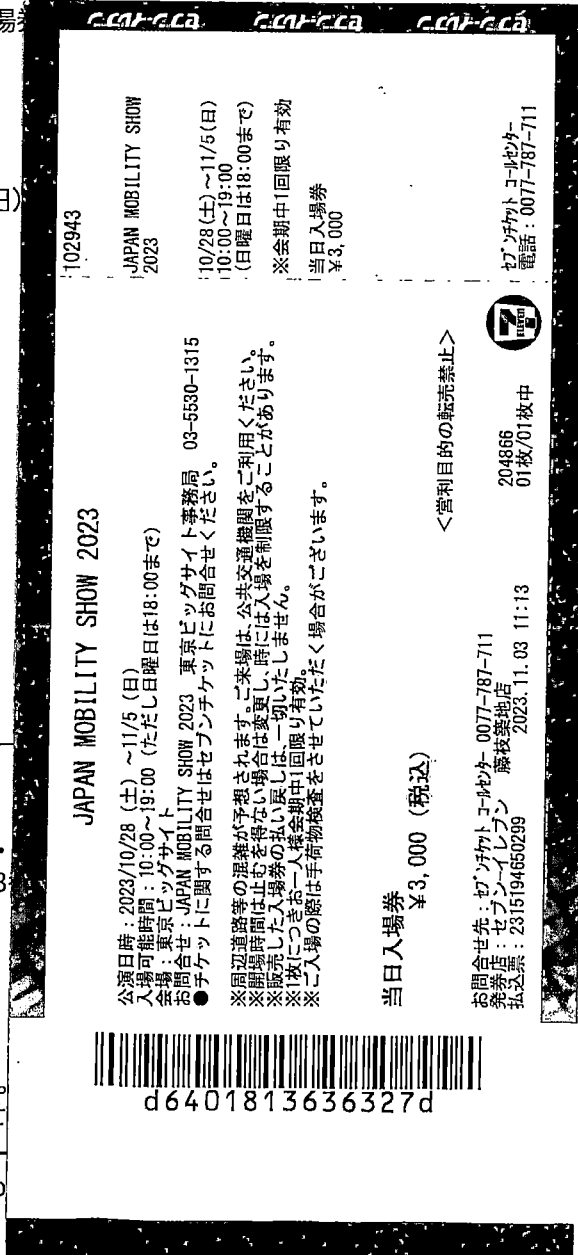 JAPAN MOBILITY SHOW 2023
公演日時：2023/10/28（土）～11/5（日）
入場可能時間：10:00～19:00（ただし日曜日は18:00まで）
会場：東京ビッグサイト
お問合せ：JAPAN MOBILITY SHOW 2023 東京ビッグサイト事務局 03-5530-1315
●チケットに関する問合せはセブンチケットにお問合せください。
※周辺道路等の混雑が予想されます。ご来場は、公共交通機関をご利用ください。
※開場時間は止むを得ない場合は変更し、時には入場を制限することがあります。
※販売した入場券の払い戻しは、一切いたしません。
※1枚につきお一人様会期中1回限り有効。
※ご入場の際は手荷物検査をさせていただく場合がございます。
当日入場券
¥3,000（税込）
＜営利目的の転売禁止＞
お問合せ先：ｾﾌﾞﾝﾁｹｯﾄ ｺｰﾙｾﾝﾀｰ 0077-787-711
発券店：セブン-イレブン 藤枝築地店 204866
払込票：2315194650299 2023.11.03 11:13 01枚/01枚中
7
ELEVEN
102943
JAPAN MOBILITY SHOW
2023
10/28(土)～11/5(日)
10:00～19:00
(日曜日は18:00まで)
※会期中1回限り有効
当日入場券
¥3,000
ｾﾌﾞﾝﾁｹｯﾄ ｺｰﾙｾﾝﾀｰ
電話：0077-787-711
d64018136363​27d